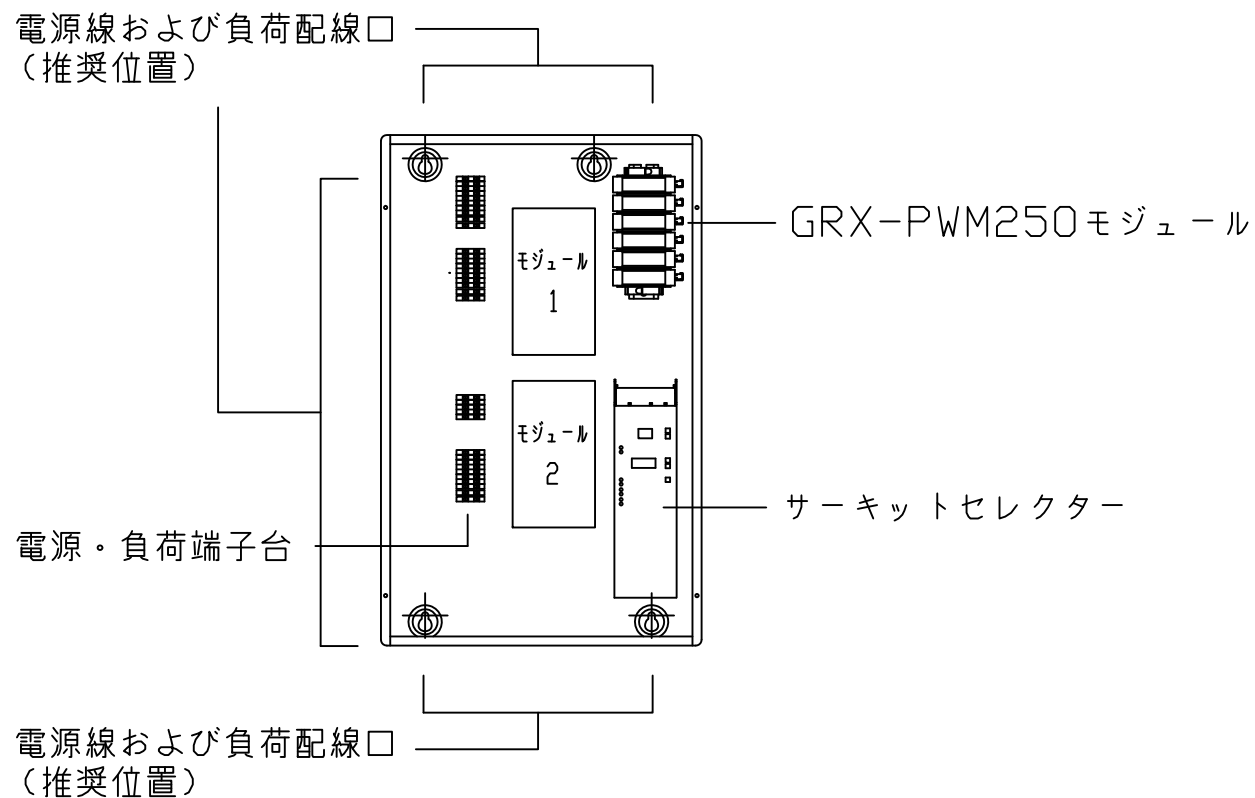 電源線および負荷配線口
(推奨位置)
GRX-PWM250モジュール
モジュール
1
モジュール
2
サーキットセレクター
電源・負荷端子台
電源線および負荷配線口
(推奨位置)